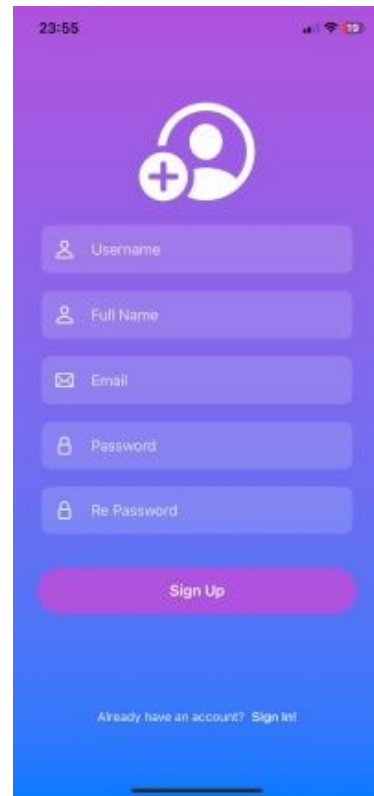 23:55
Username
Full Name
Email
Password
Re Password
Sign Up
Already have an account? Sign In!